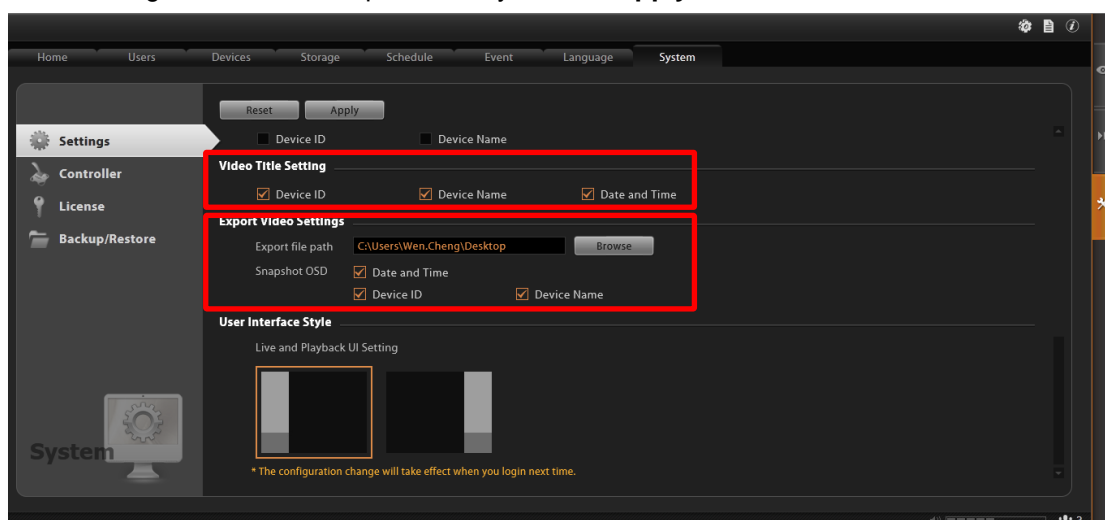 Home Users Devices Storage Schedule Event Language System
Reset Apply
Device ID Device Name
Settings
Video Title Setting
Controller
Device ID Device Name Date and Time
License
Export Video Settings
Backup/Restore
Export file path C:\Users\Wen.Cheng\Desktop Browse
Snapshot OSD Date and Time
Device ID Device Name
User Interface Style
Live and Playback UI Setting
System
* The configuration change will take effect when you login next time.